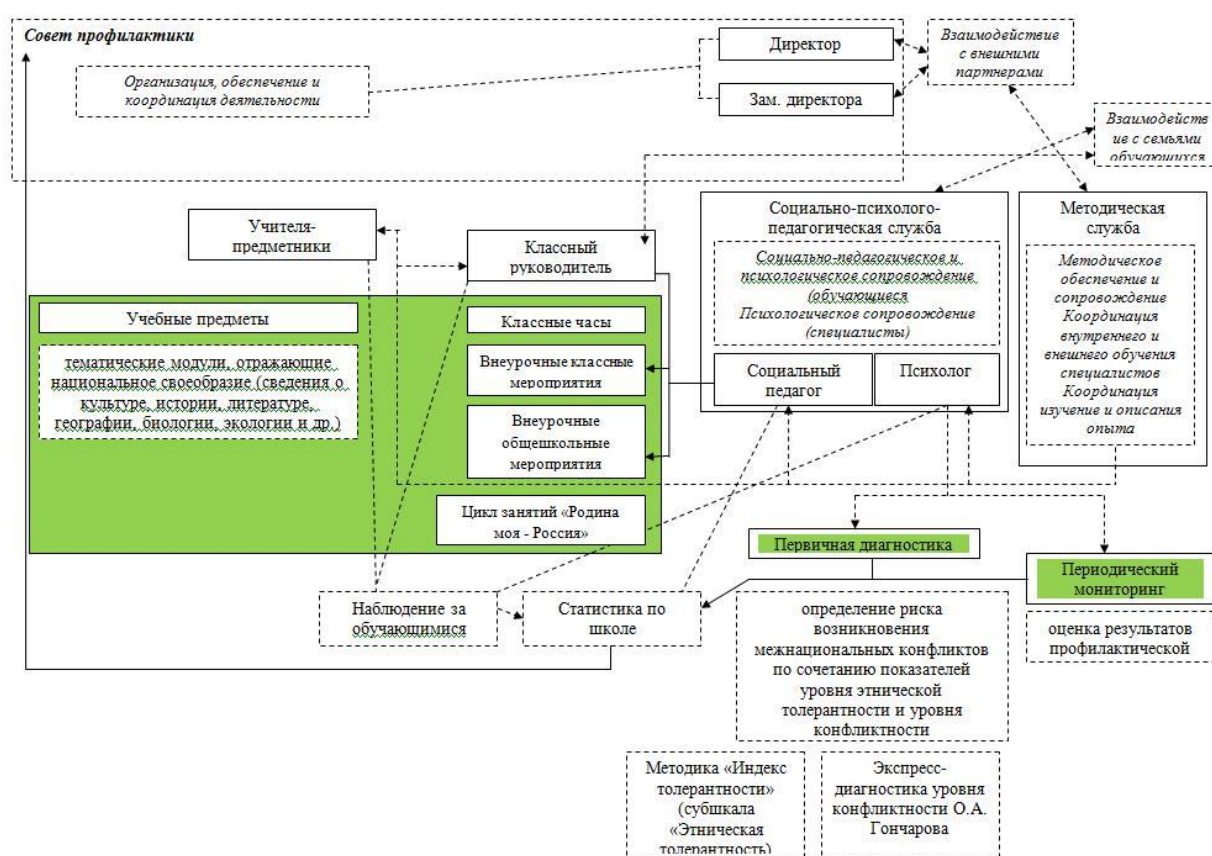 Совет профилактики
Организация, обеспечение и
координация деятельности
Директор
Зам. директора
Взаимодействие
с внешними
партнерами
Взаимодейств
ие с семьями
обучающихся
Учителя-
предметники
Классный
руководитель
Социально-психолого-
педагогическая служба
Социально-педагогическое и
психологическое сопровождение
(обучающиеся
Психологическое сопровождение
(специалисты)
Социальный
педагог
Психолог
Методическая
служба
Методическое
обеспечение и
сопровождение
Координация
внутреннего и
внешнего обучения
специалистов
Координация
изучение и описания
опыта
Учебные предметы
тематические модули, отражающие
национальное своеобразие (сведения о
культуре, истории, литературе,
географии, биологии, экологии и др.)
Классные часы
Внеурочные классные
мероприятия
Внеурочные
общешкольные
мероприятия
Цикл занятий «Родина
моя - Россия»
Первичная диагностика
Периодический
мониторинг
Наблюдение за
обучающимися
Статистика по
школе
определение риска
возникновения
межнациональных конфликтов
по сочетанию показателей
уровня этнической
толерантности и уровня
конфликтности
оценка результатов
профилактической
Методика «Индекс
толерантности»
(субшкала
«Этническая
толерантность)
Экспресс-
диагностика уровня
конфликтности О.А.
Гончарова